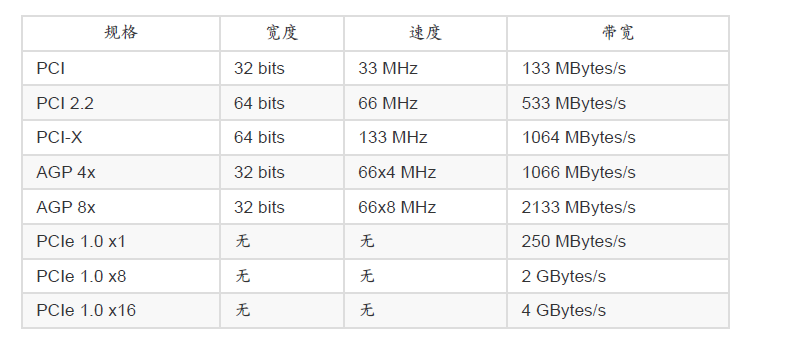 规格 宽度 速度 带宽
PCI 32 bits 33 MHz 133 MBytes/s
PCI 2.2 64 bits 66 MHz 533 MBytes/s
PCI-X 64 bits 133 MHz 1064 MBytes/s
AGP 4x 32 bits 66x4 MHz 1066 MBytes/s
AGP 8x 32 bits 66x8 MHz 2133 MBytes/s
PCIe 1.0 x1 无 无 250 MBytes/s
PCIe 1.0 x8 无 无 2 GBytes/s
PCIe 1.0 x16 无 无 4 GBytes/s